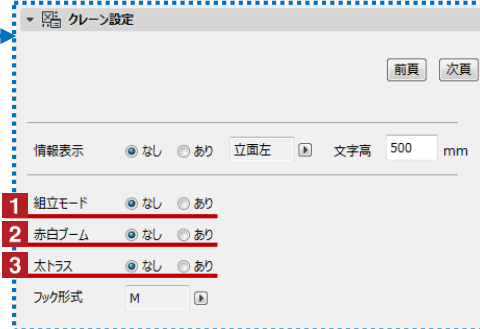 クレーン設定
前頁 次頁
情報表示 なし あり 立面左 文字高 500 mm
1 組立モード なし あり
2 赤白ブーム なし あり
3 太トラス なし あり
フック形式 M